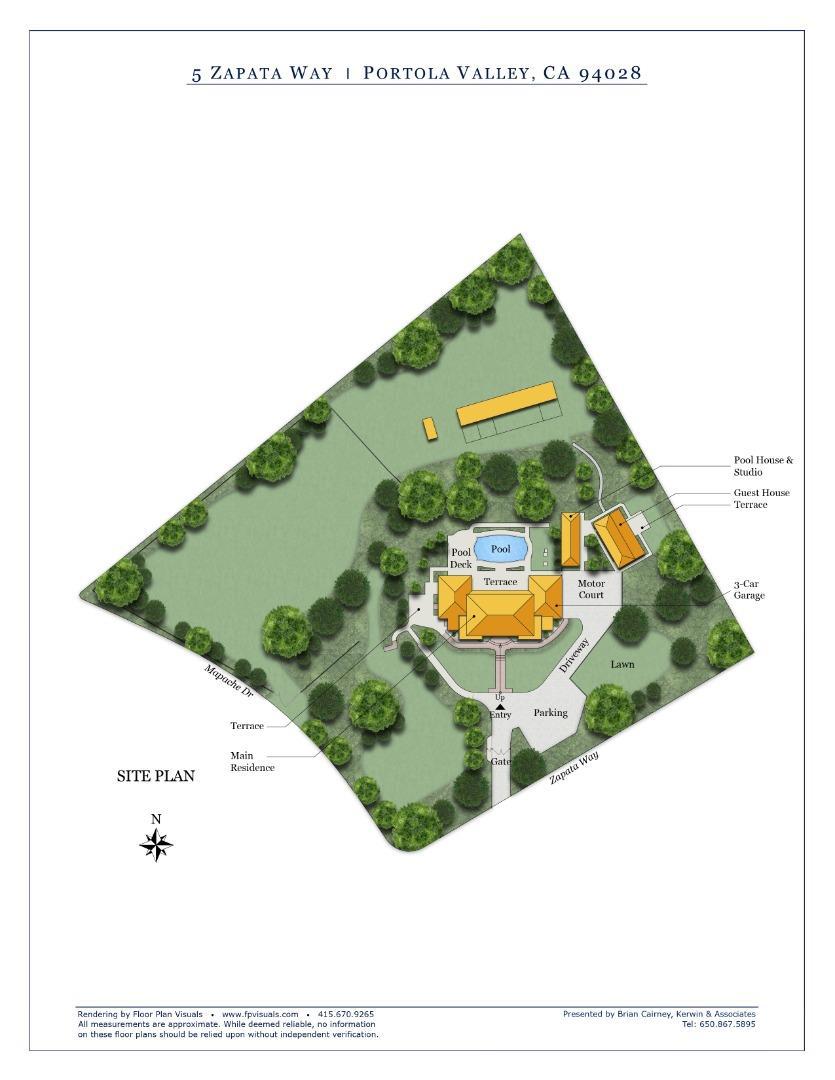 5 ZAPATA WAY | PORTOLA VALLEY, CA 94028
Pool House &
Studio
Guest House
Terrace
Pool
Pool
Deck
Terrace
Motor
Court
3-Car
Garage
Driveway
Lawn
Mapache Dr
Up
Entry
Parking
Terrace
Main
Residence
Gate
Zapata Way
SITE PLAN
N
Rendering by Floor Plan Visuals • www.fpvisuals.com • 415.670.9265
All measurements are approximate. While deemed reliable, no information
on these floor plans should be relied upon without independent verification.
Presented by Brian Cairney, Kerwin & Associates
Tel: 650.867.5895